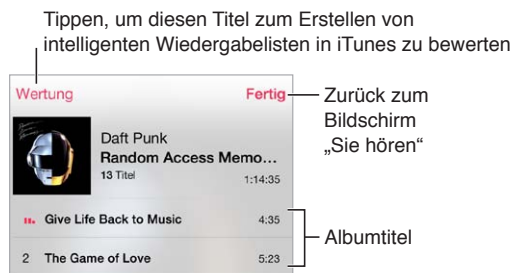 Tippen, um diesen Titel zum Erstellen von
intelligenten Wiedergabelisten in iTunes zu bewerten
Wertung
Fertig
Zurück zum
Bildschirm
„Sie hören“
Daft Punk
Random Access Memo...
13 Titel
1:14:35
Give Life Back to Music 4:35
2 The Game of Love 5:23
Albumtitel